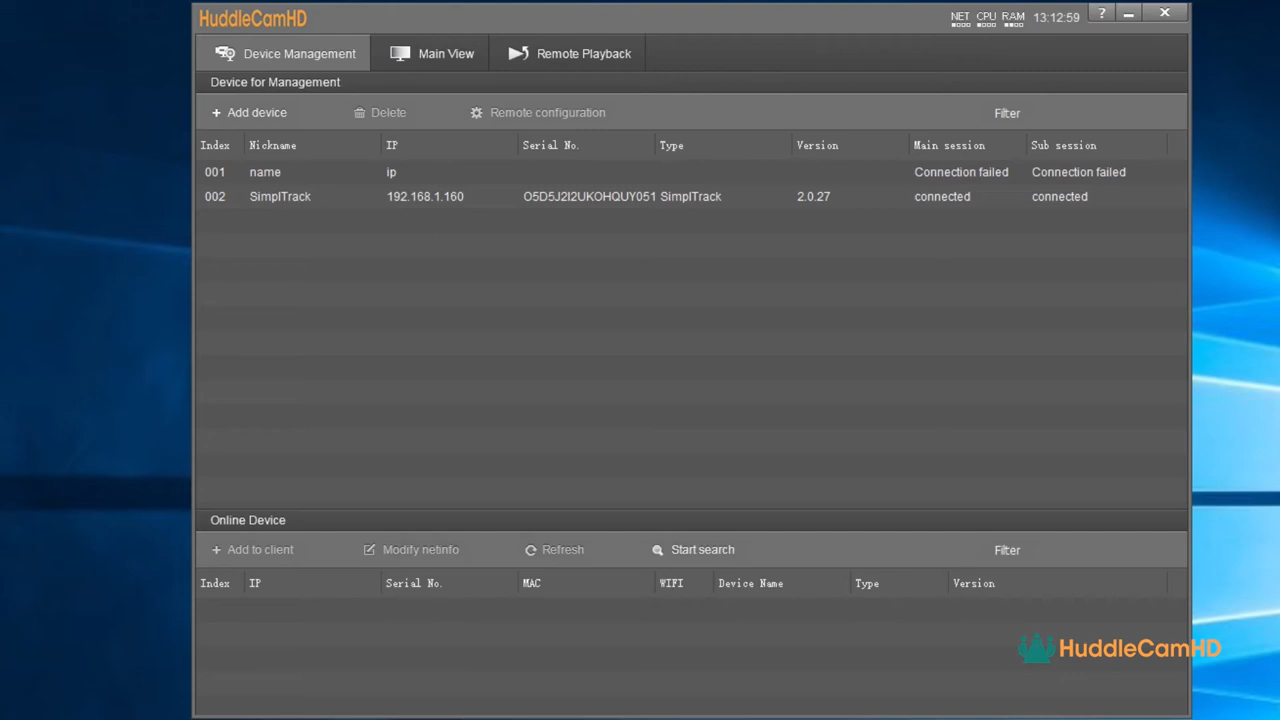 HuddleCamHD
NET CPU RAM 13:12:59 ?
Device Management Main View Remote Playback
Device for Management
+ Add device Delete Remote configuration Filter
Index Nickname IP Serial No. Type Version Main session Sub session
001 name ip Connection failed Connection failed
002 SimplTrack 192.168.1.160 O5D5J2I2UKOHQUY051 SimplTrack 2.0.27 connected connected
Online Device
+ Add to client Modify netinfo Refresh Start search Filter
Index IP Serial No. MAC WIFI Device Name Type Version
HuddleCamHD